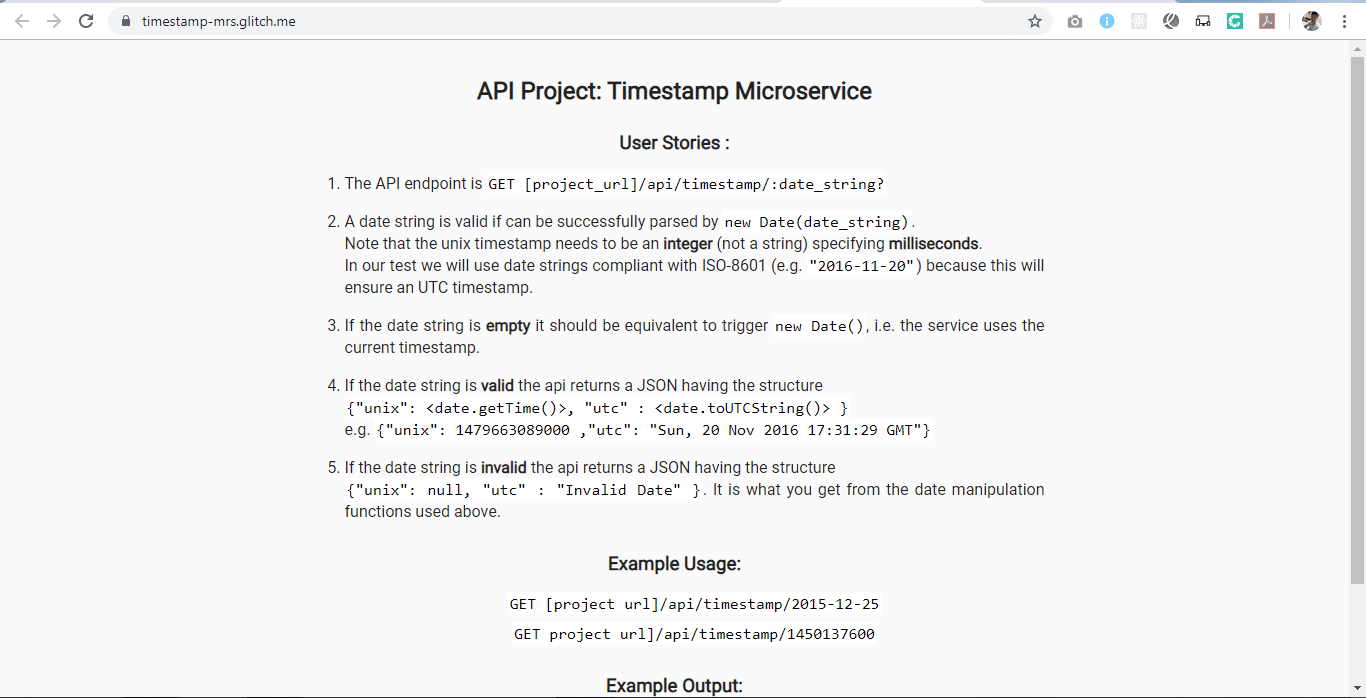 timestamp-mrs.glitch.me
API Project: Timestamp Microservice
User Stories :
1. The API endpoint is GET [project_url]/api/timestamp/:date_string?
2. A date string is valid if can be successfully parsed by new Date(date_string).
Note that the unix timestamp needs to be an integer (not a string) specifying milliseconds.
In our test we will use date strings compliant with ISO-8601 (e.g. "2016-11-20") because this will
ensure an UTC timestamp.
3. If the date string is empty it should be equivalent to trigger new Date(), i.e. the service uses the
current timestamp.
4. If the date string is valid the api returns a JSON having the structure
{"unix": <date.getTime()>, "utc" : <date.toUTCString()> }
e.g. {"unix": 1479663089000 ,"utc": "Sun, 20 Nov 2016 17:31:29 GMT"}
5. If the date string is invalid the api returns a JSON having the structure
{"unix": null, "utc" : "Invalid Date" }. It is what you get from the date manipulation
functions used above.
Example Usage:
GET [project url]/api/timestamp/2015-12-25
GET project url]/api/timestamp/1450137600
Example Output: